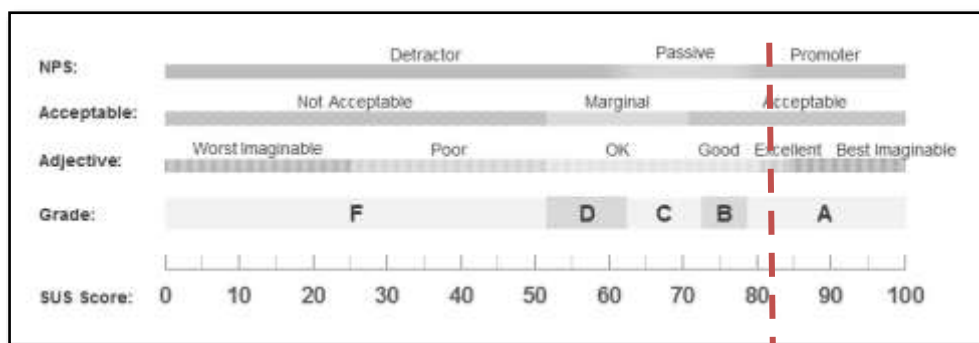 NPS: Detractor Passive Promoter
Acceptable: Not Acceptable Marginal Acceptable
Adjective: Worst Imaginable Poor OK Good Excellent Best Imaginable
Grade: F D C B A
SUS Score: 0 10 20 30 40 50 60 70 80 90 100